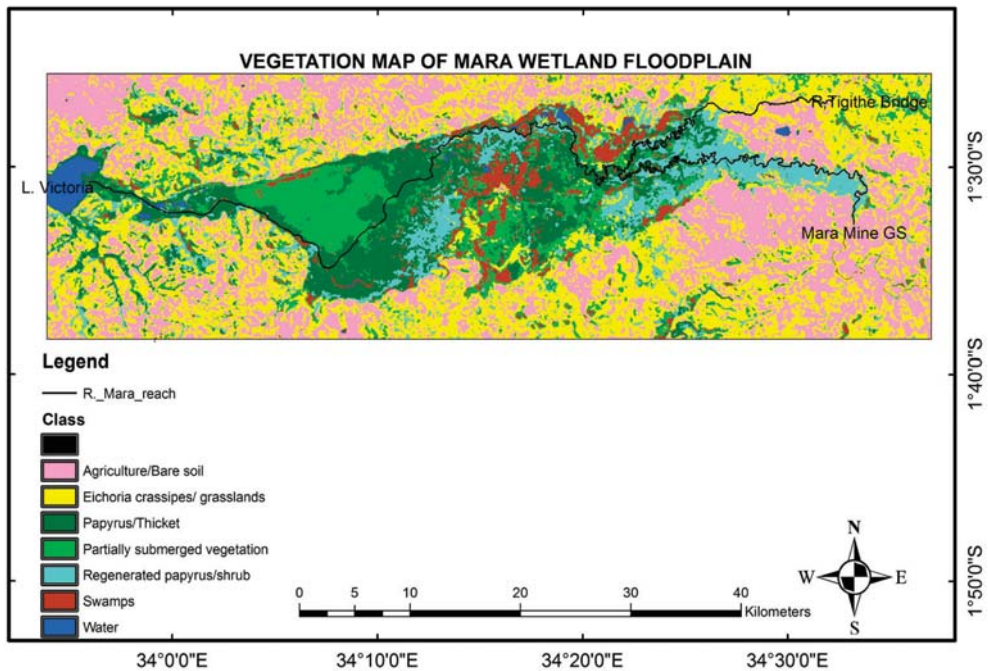 VEGETATION MAP OF MARA WETLAND FLOODPLAIN
R.Tigithe Bridge
1°30'0"S
L. Victoria
Mara Mine GS
Legend
R._Mara_reach
1°40'0"S
Class
Agriculture/Bare soil
Eichoria crassipes/ grasslands
Papyrus/Thicket
Partially submerged vegetation
Regenerated papyrus/shrub
Swamps
Water
N
W E
S
0 5 10 20 30 40
Kilometers
1°50'0"S
34°0'0"E 34°10'0"E 34°20'0"E 34°30'0"E